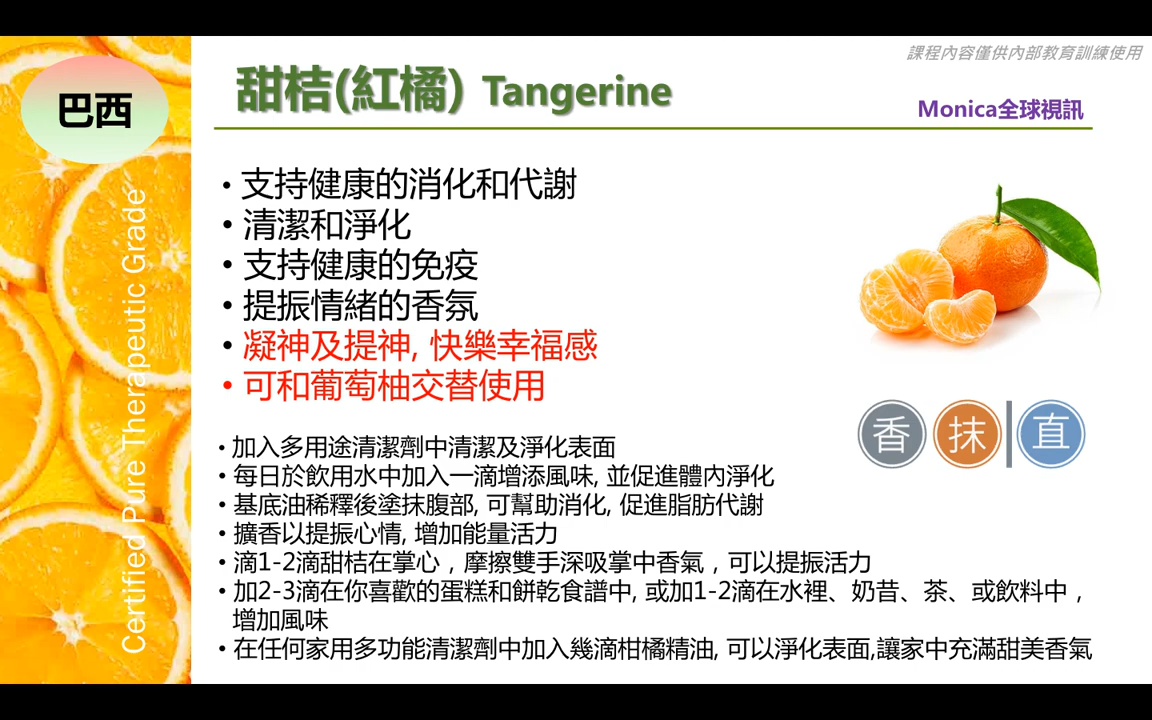 課程內容僅供內部教育訓練使用
巴西
甜桔(紅橘) Tangerine
Monica全球視訊
Certified Pure Therapeutic Grade
• 支持健康的消化和代謝
• 清潔和淨化
• 支持健康的免疫
• 提振情緒的香氛
• 凝神及提神, 快樂幸福感
• 可和葡萄柚交替使用
香 抹 直
• 加入多用途清潔劑中清潔及淨化表面
• 每日於飲用水中加入一滴增添風味, 並促進體內淨化
• 基底油稀釋後塗抹腹部, 可幫助消化, 促進脂肪代謝
• 擴香以提振心情, 增加能量活力
• 滴1-2滴甜桔在掌心，摩擦雙手深吸掌中香氣，可以提振活力
• 加2-3滴在你喜歡的蛋糕和餅乾食譜中, 或加1-2滴在水裡、奶昔、茶、或飲料中，
增加風味
• 在任何家用多功能清潔劑中加入幾滴柑橘精油, 可以淨化表面,讓家中充滿甜美香氣